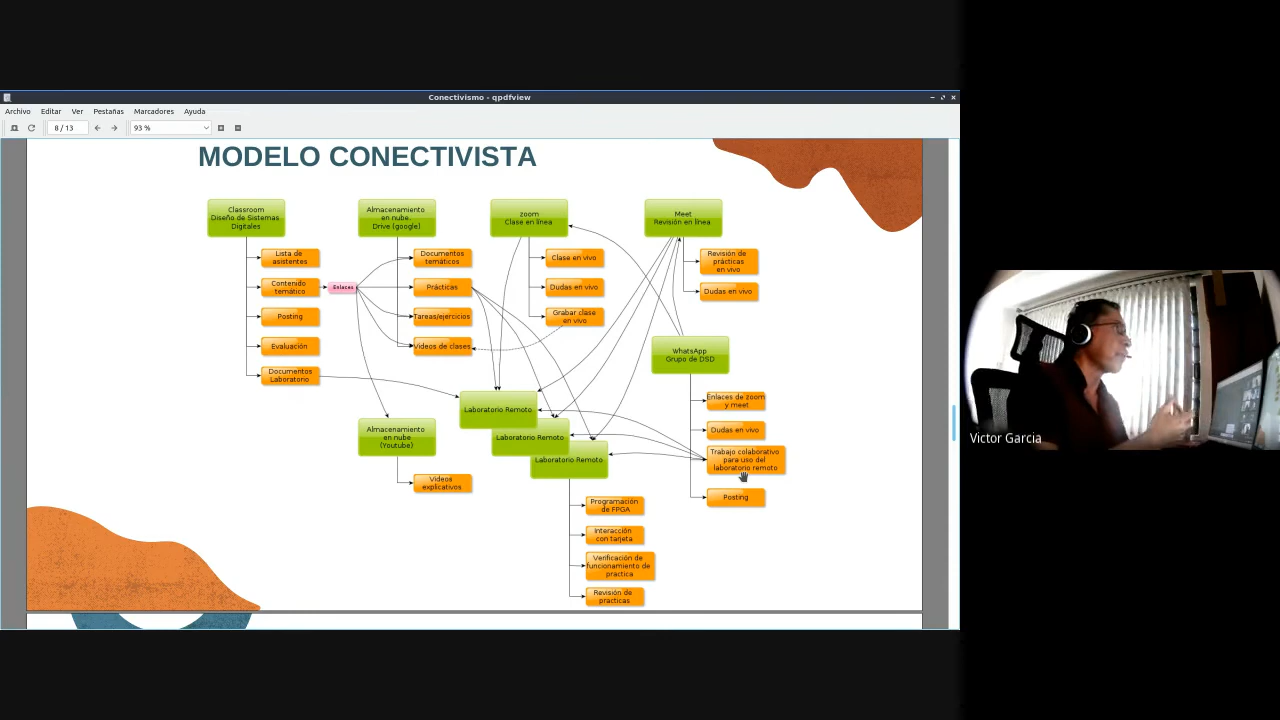 Conectivismo - qpdfview
Archivo Editar Ver Pestañas Marcadores Ayuda
8 / 13 93 %
MODELO CONECTIVISTA
Classroom
Diseño de Sistemas
Digitales
Lista de
asistentes
Contenido
temático
Posting
Evaluación
Documentos
Laboratorio
Enlaces
Almacenamiento
en nube.
Drive (google)
Documentos
temáticos
Prácticas
Tareas/ejercicios
Videos de clases
Almacenamiento
en nube
(Youtube)
Videos
explicativos
zoom
Clase en línea
Clase en vivo
Dudas en vivo
Grabar clase
en vivo
Meet
Revisión en línea
Revisión de
prácticas
en vivo
Dudas en vivo
WhatsApp
Grupo de DSD
Enlaces de zoom
y meet
Dudas en vivo
Trabajo colaborativo
para uso del
laboratorio remoto
Posting
Laboratorio Remoto
Laboratorio Remoto
Laboratorio Remoto
Programación
de FPGA
Interacción
con tarjeta
Verificación de
funcionamiento de
practica
Revisión de
practicas
Victor Garcia